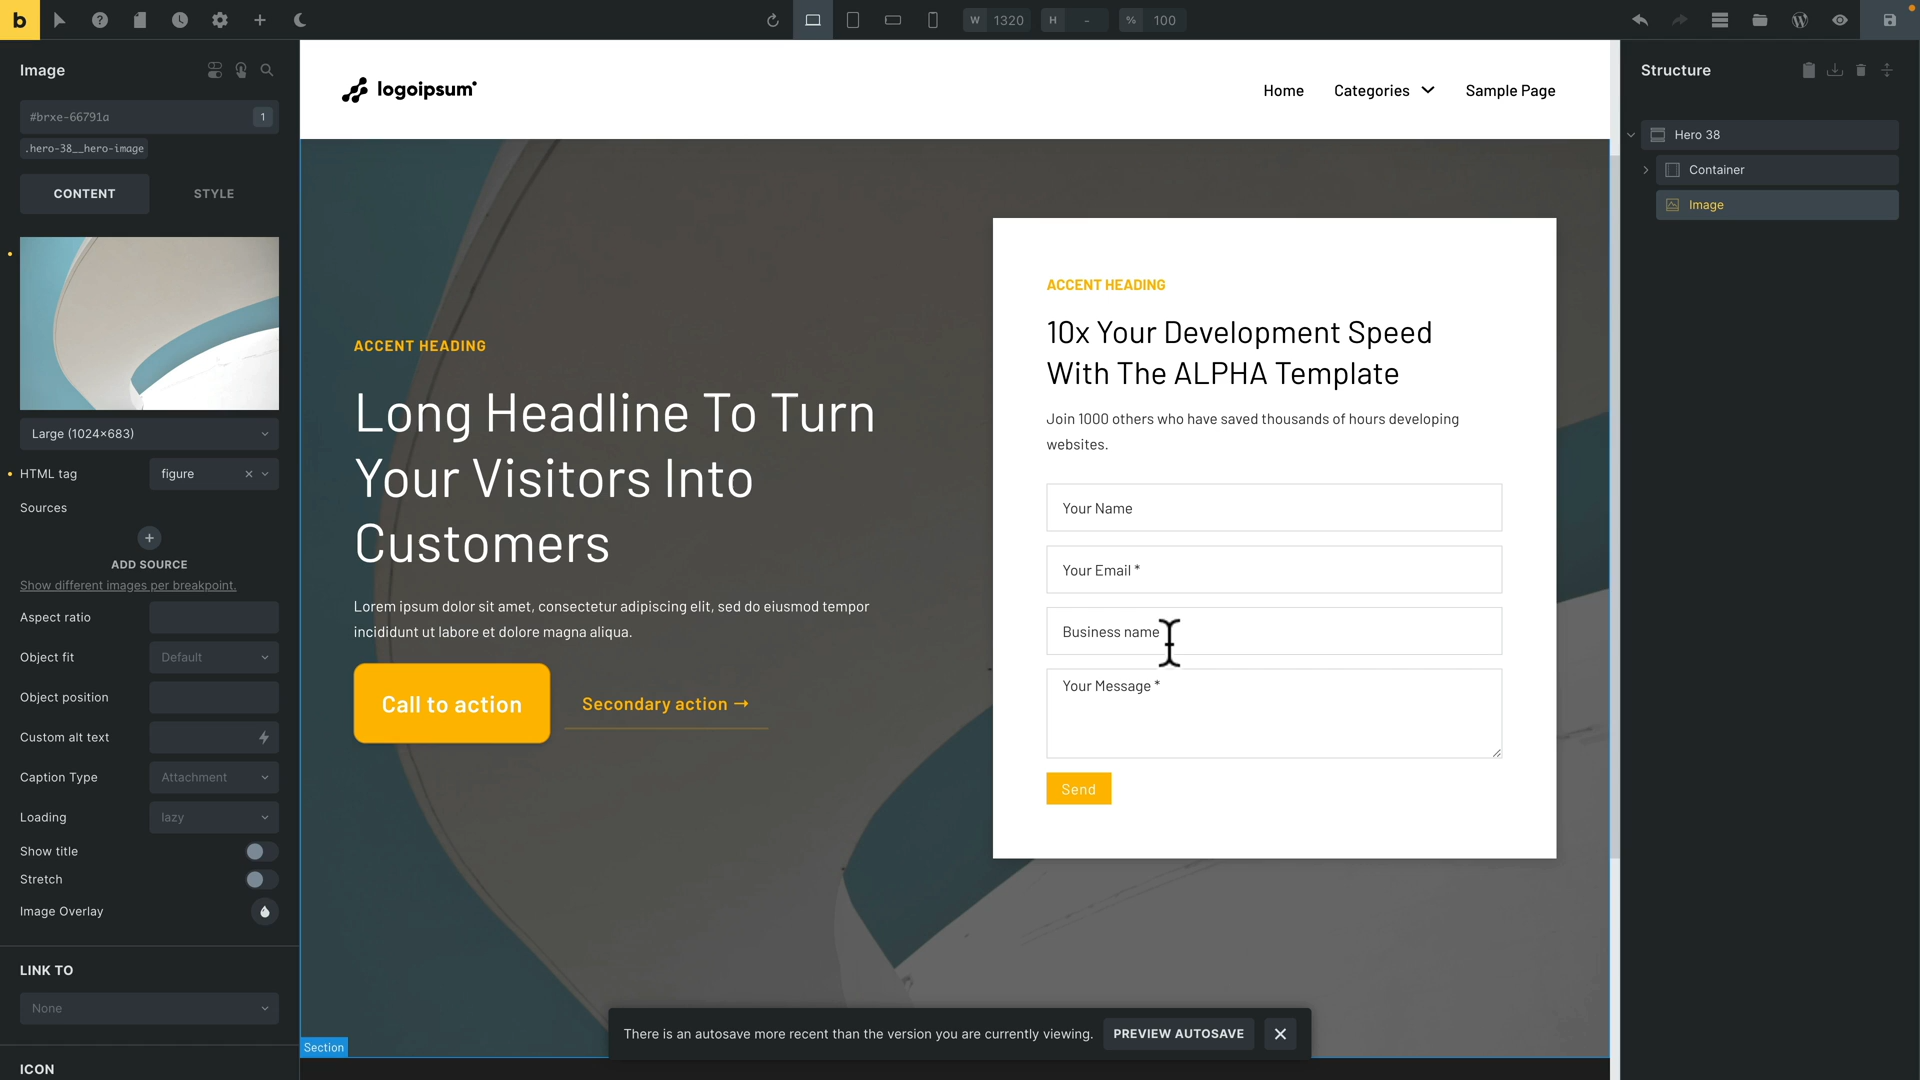 b
W 1320
H -
% 100
Image
#brxe-66791a
1
.hero-38__hero-image
CONTENT
STYLE
Large (1024×683)
HTML tag
figure
Sources
ADD SOURCE
Show different images per breakpoint.
Aspect ratio
Object fit
Default
Object position
Custom alt text
Caption Type
Attachment
Loading
lazy
Show title
Stretch
Image Overlay
LINK TO
None
ICON
logoipsum
Home
Categories
Sample Page
ACCENT HEADING
Long Headline To Turn
Your Visitors Into
Customers
Lorem ipsum dolor sit amet, consectetur adipiscing elit, sed do eiusmod tempor
incididunt ut labore et dolore magna aliqua.
Call to action
Secondary action →
ACCENT HEADING
10x Your Development Speed
With The ALPHA Template
Join 1000 others who have saved thousands of hours developing
websites.
Your Name
Your Email *
Business name
Your Message *
Send
Section
There is an autosave more recent than the version you are currently viewing.
PREVIEW AUTOSAVE
Structure
Hero 38
Container
Image